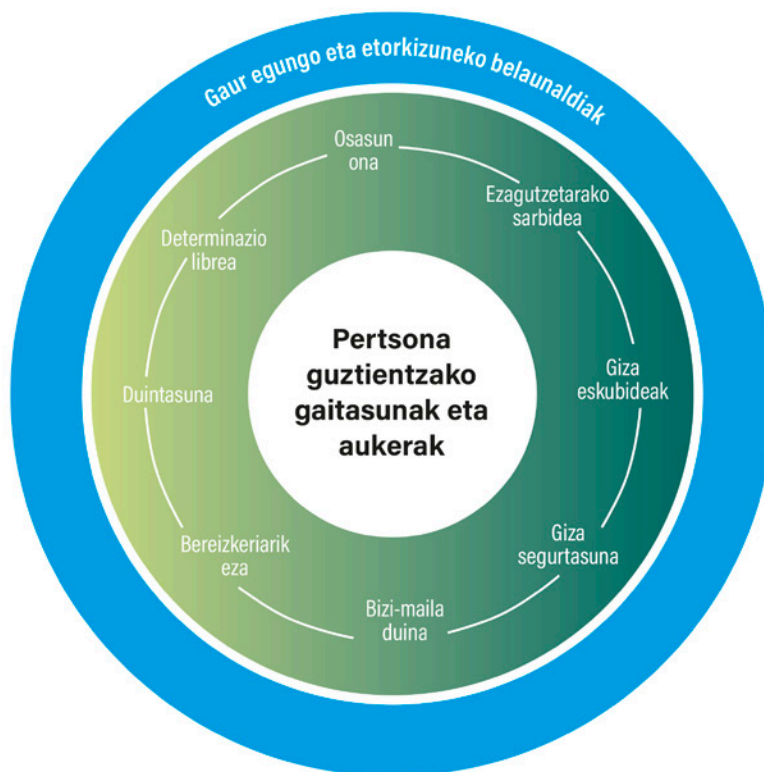 Gaur egungo eta etorkizuneko belaunaldiak
Osasun
ona
Ezagutzetarako
sarbidea
Giza
eskubideak
Giza
segurtasuna
Bizi-maila
duina
Bereizkeriarik
eza
Duintasuna
Determinazio
librea
Pertsona
guztientzako
gaitasunak eta
aukerak